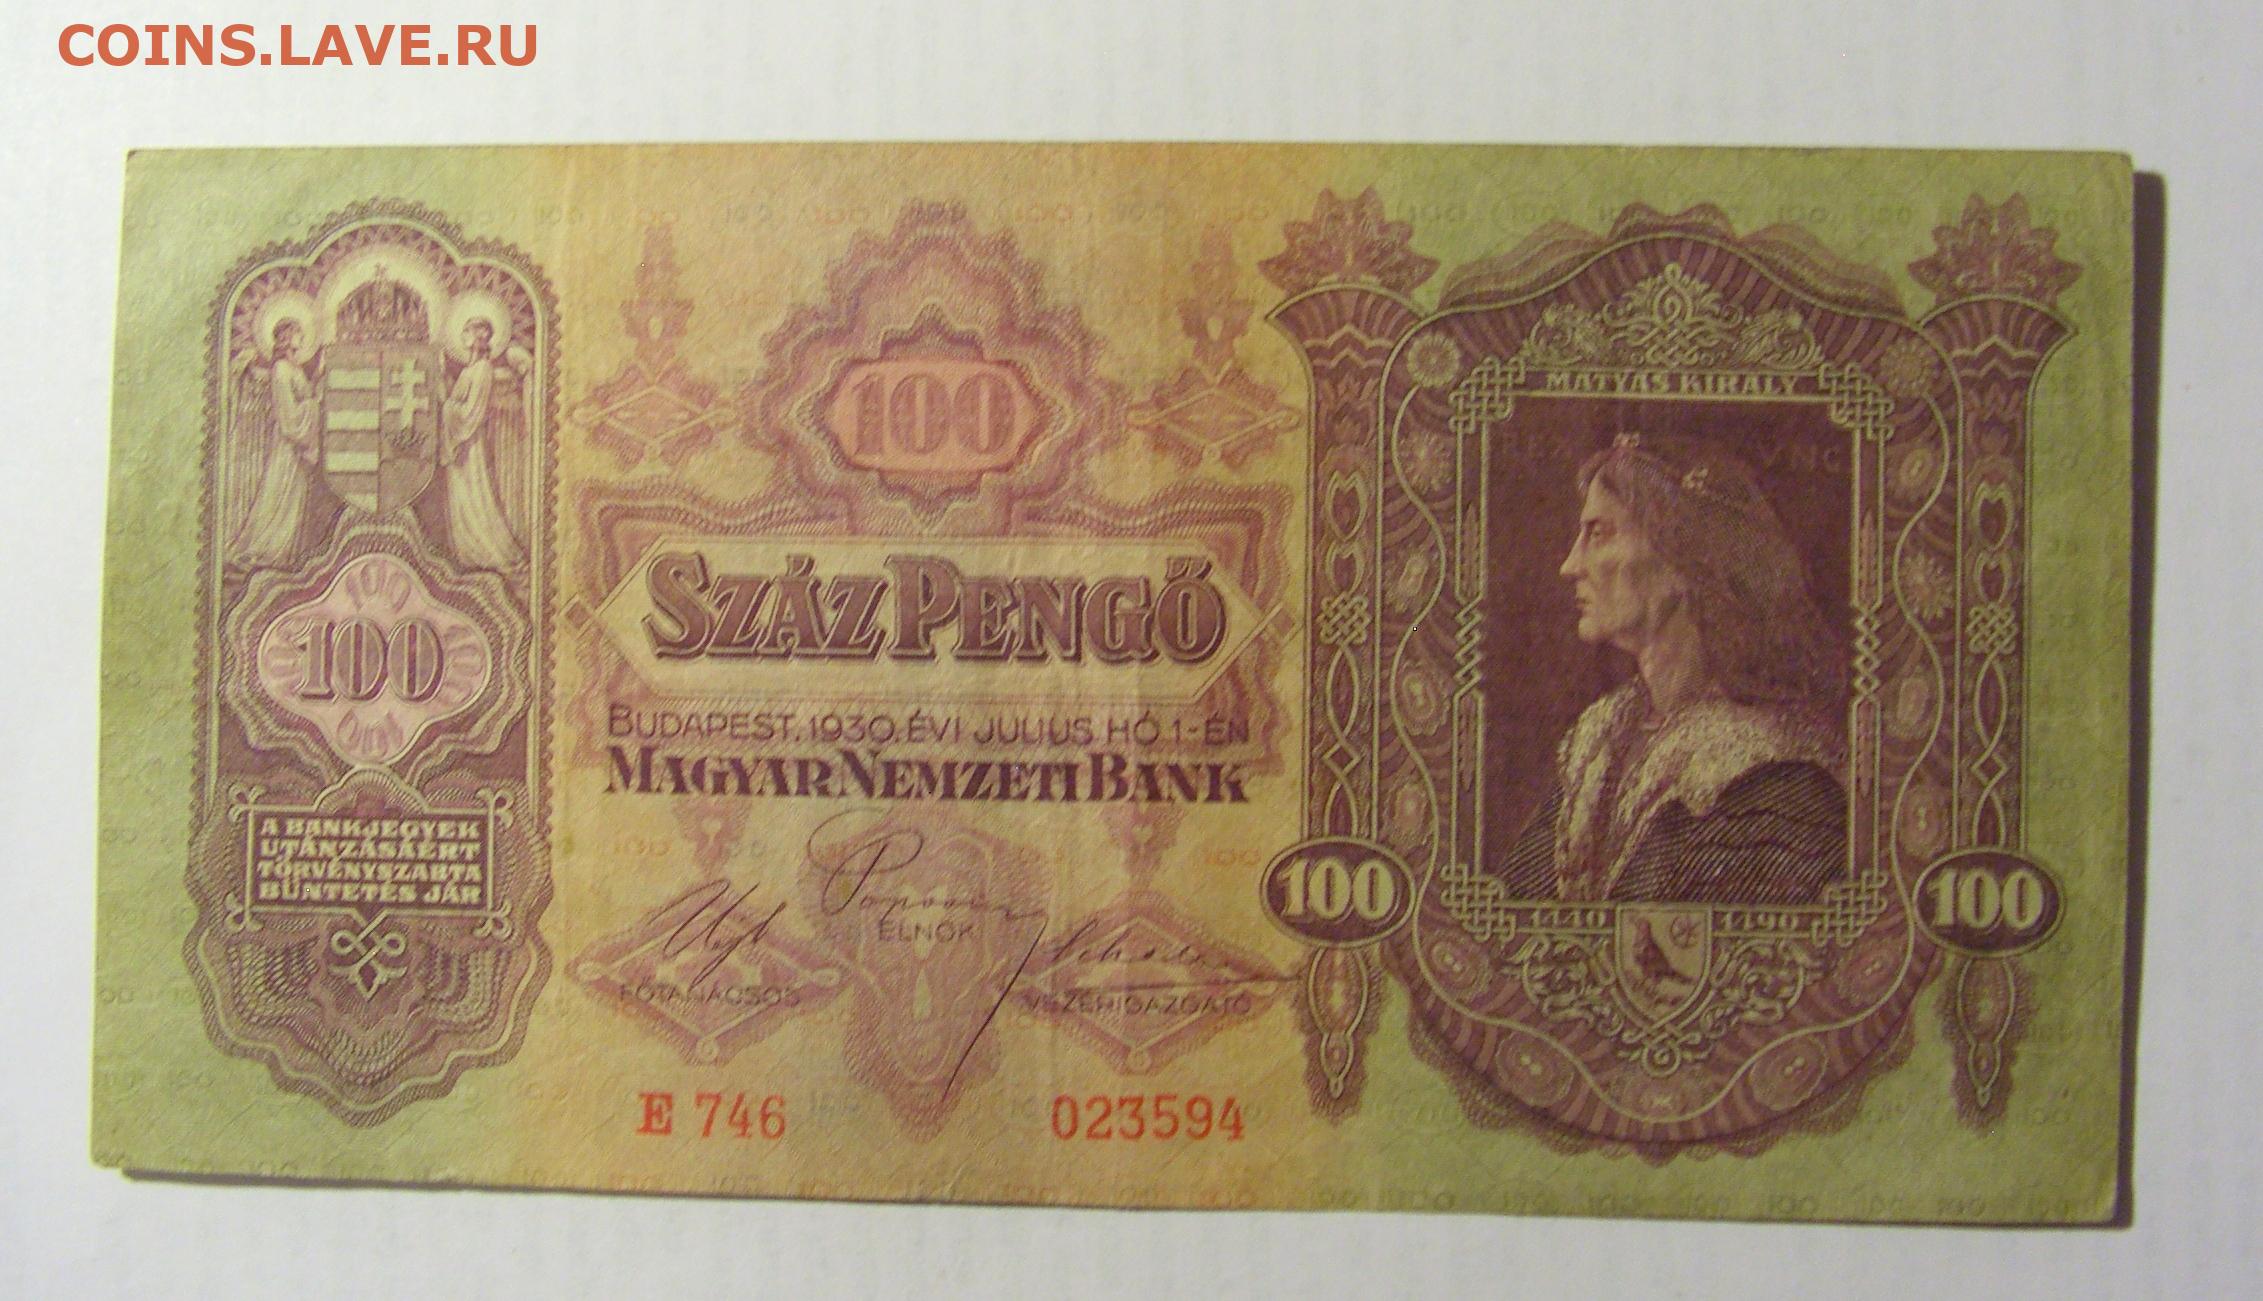 COINS.LAVE.RU
100
MÁTYÁS KIRÁLY
100
SZÁZ PENGŐ
BUDAPEST, 1930. ÉVI JULIUS HÓ 1-ÉN
MAGYAR NEMZETI BANK
A BANKJEGYEK
UTÁNZÁSÁÉRT
TÖRVÉNYSZABTA
BÜNTETÉS JÁR
ELNÖK
FŐTANÁCSOS
VEZÉRIGAZGATÓ
100
1440 1490
100
E 746
023594